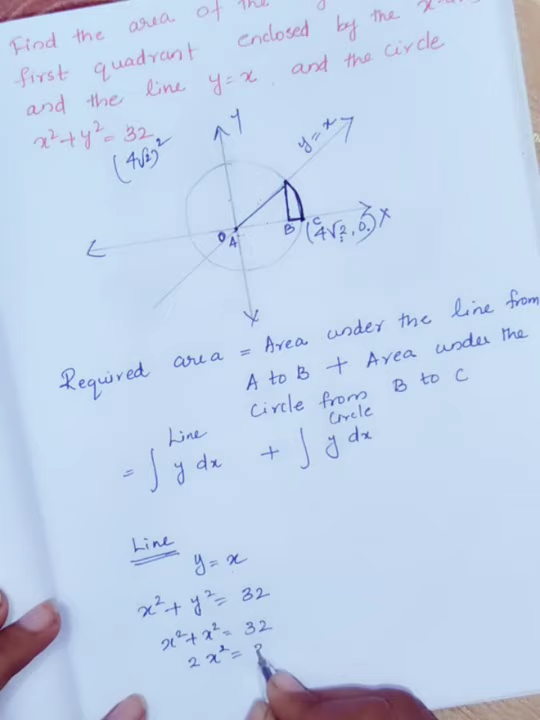 Find the area of the
first quadrant enclosed by the
and the line y=x and the circle
x²+y²=32
(4√2)²
Y
y=x
O A B C (4√2, 0) X
Required area = Area under the line from
A to B + Area under the
circle from B to C
Line Circle
= ∫ y dx + ∫ y dx
Line
y=x
x²+y²=32
x²+x²=32
2x²=